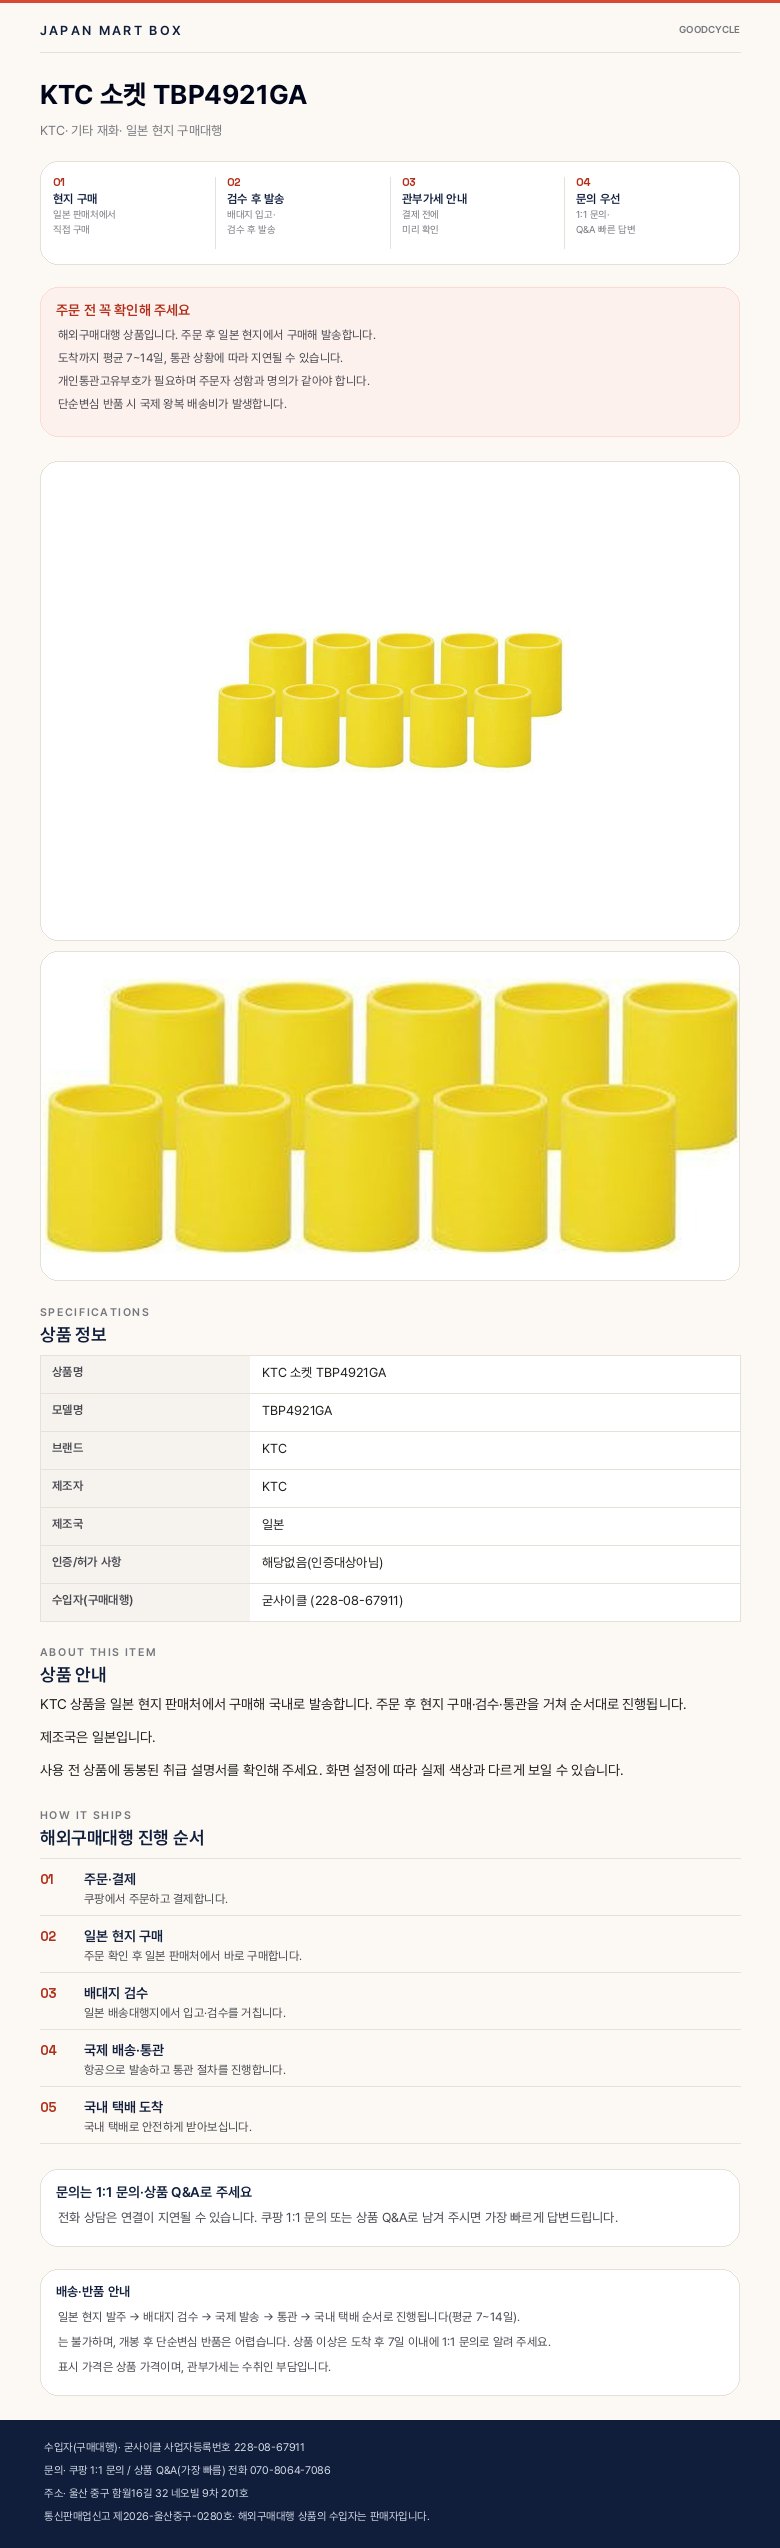 JAPAN MART BOX
GOODCYCLE
KTC 소켓 TBP4921GA
KTC· 기타 재화· 일본 현지 구매대행
01
현지 구매
일본 판매처에서
직접 구매
02
검수 후 발송
배대지 입고·
검수 후 발송
03
관부가세 안내
결제 전에
미리 확인
04
문의 우선
1:1 문의·
Q&A 빠른 답변
주문 전 꼭 확인해 주세요
해외구매대행 상품입니다. 주문 후 일본 현지에서 구매해 발송합니다.
도착까지 평균 7~14일, 통관 상황에 따라 지연될 수 있습니다.
개인통관고유부호가 필요하며 주문자 성함과 명의가 같아야 합니다.
단순변심 반품 시 국제 왕복 배송비가 발생합니다.
SPECIFICATIONS
상품 정보
상품명 KTC 소켓 TBP4921GA
모델명 TBP4921GA
브랜드 KTC
제조자 KTC
제조국 일본
인증/허가 사항 해당없음(인증대상아님)
수입자(구매대행) 굳사이클 (228-08-67911)
ABOUT THIS ITEM
상품 안내
KTC 상품을 일본 현지 판매처에서 구매해 국내로 발송합니다. 주문 후 현지 구매·검수·통관을 거쳐 순서대로 진행됩니다.
제조국은 일본입니다.
사용 전 상품에 동봉된 취급 설명서를 확인해 주세요. 화면 설정에 따라 실제 색상과 다르게 보일 수 있습니다.
HOW IT SHIPS
해외구매대행 진행 순서
01 주문·결제
쿠팡에서 주문하고 결제합니다.
02 일본 현지 구매
주문 확인 후 일본 판매처에서 바로 구매합니다.
03 배대지 검수
일본 배송대행지에서 입고·검수를 거칩니다.
04 국제 배송·통관
항공으로 발송하고 통관 절차를 진행합니다.
05 국내 택배 도착
국내 택배로 안전하게 받아보십니다.
문의는 1:1 문의·상품 Q&A로 주세요
전화 상담은 연결이 지연될 수 있습니다. 쿠팡 1:1 문의 또는 상품 Q&A로 남겨 주시면 가장 빠르게 답변드립니다.
배송·반품 안내
일본 현지 발주 → 배대지 검수 → 국제 발송 → 통관 → 국내 택배 순서로 진행됩니다(평균 7~14일).
는 불가하며, 개봉 후 단순변심 반품은 어렵습니다. 상품 이상은 도착 후 7일 이내에 1:1 문의로 알려 주세요.
표시 가격은 상품 가격이며, 관부가세는 수취인 부담입니다.
수입자(구매대행)· 굳사이클 사업자등록번호 228-08-67911
문의· 쿠팡 1:1 문의 / 상품 Q&A(가장 빠름) 전화 070-8064-7086
주소· 울산 중구 함월16길 32 네오빌 9차 201호
통신판매업신고 제2026-울산중구-0280호· 해외구매대행 상품의 수입자는 판매자입니다.